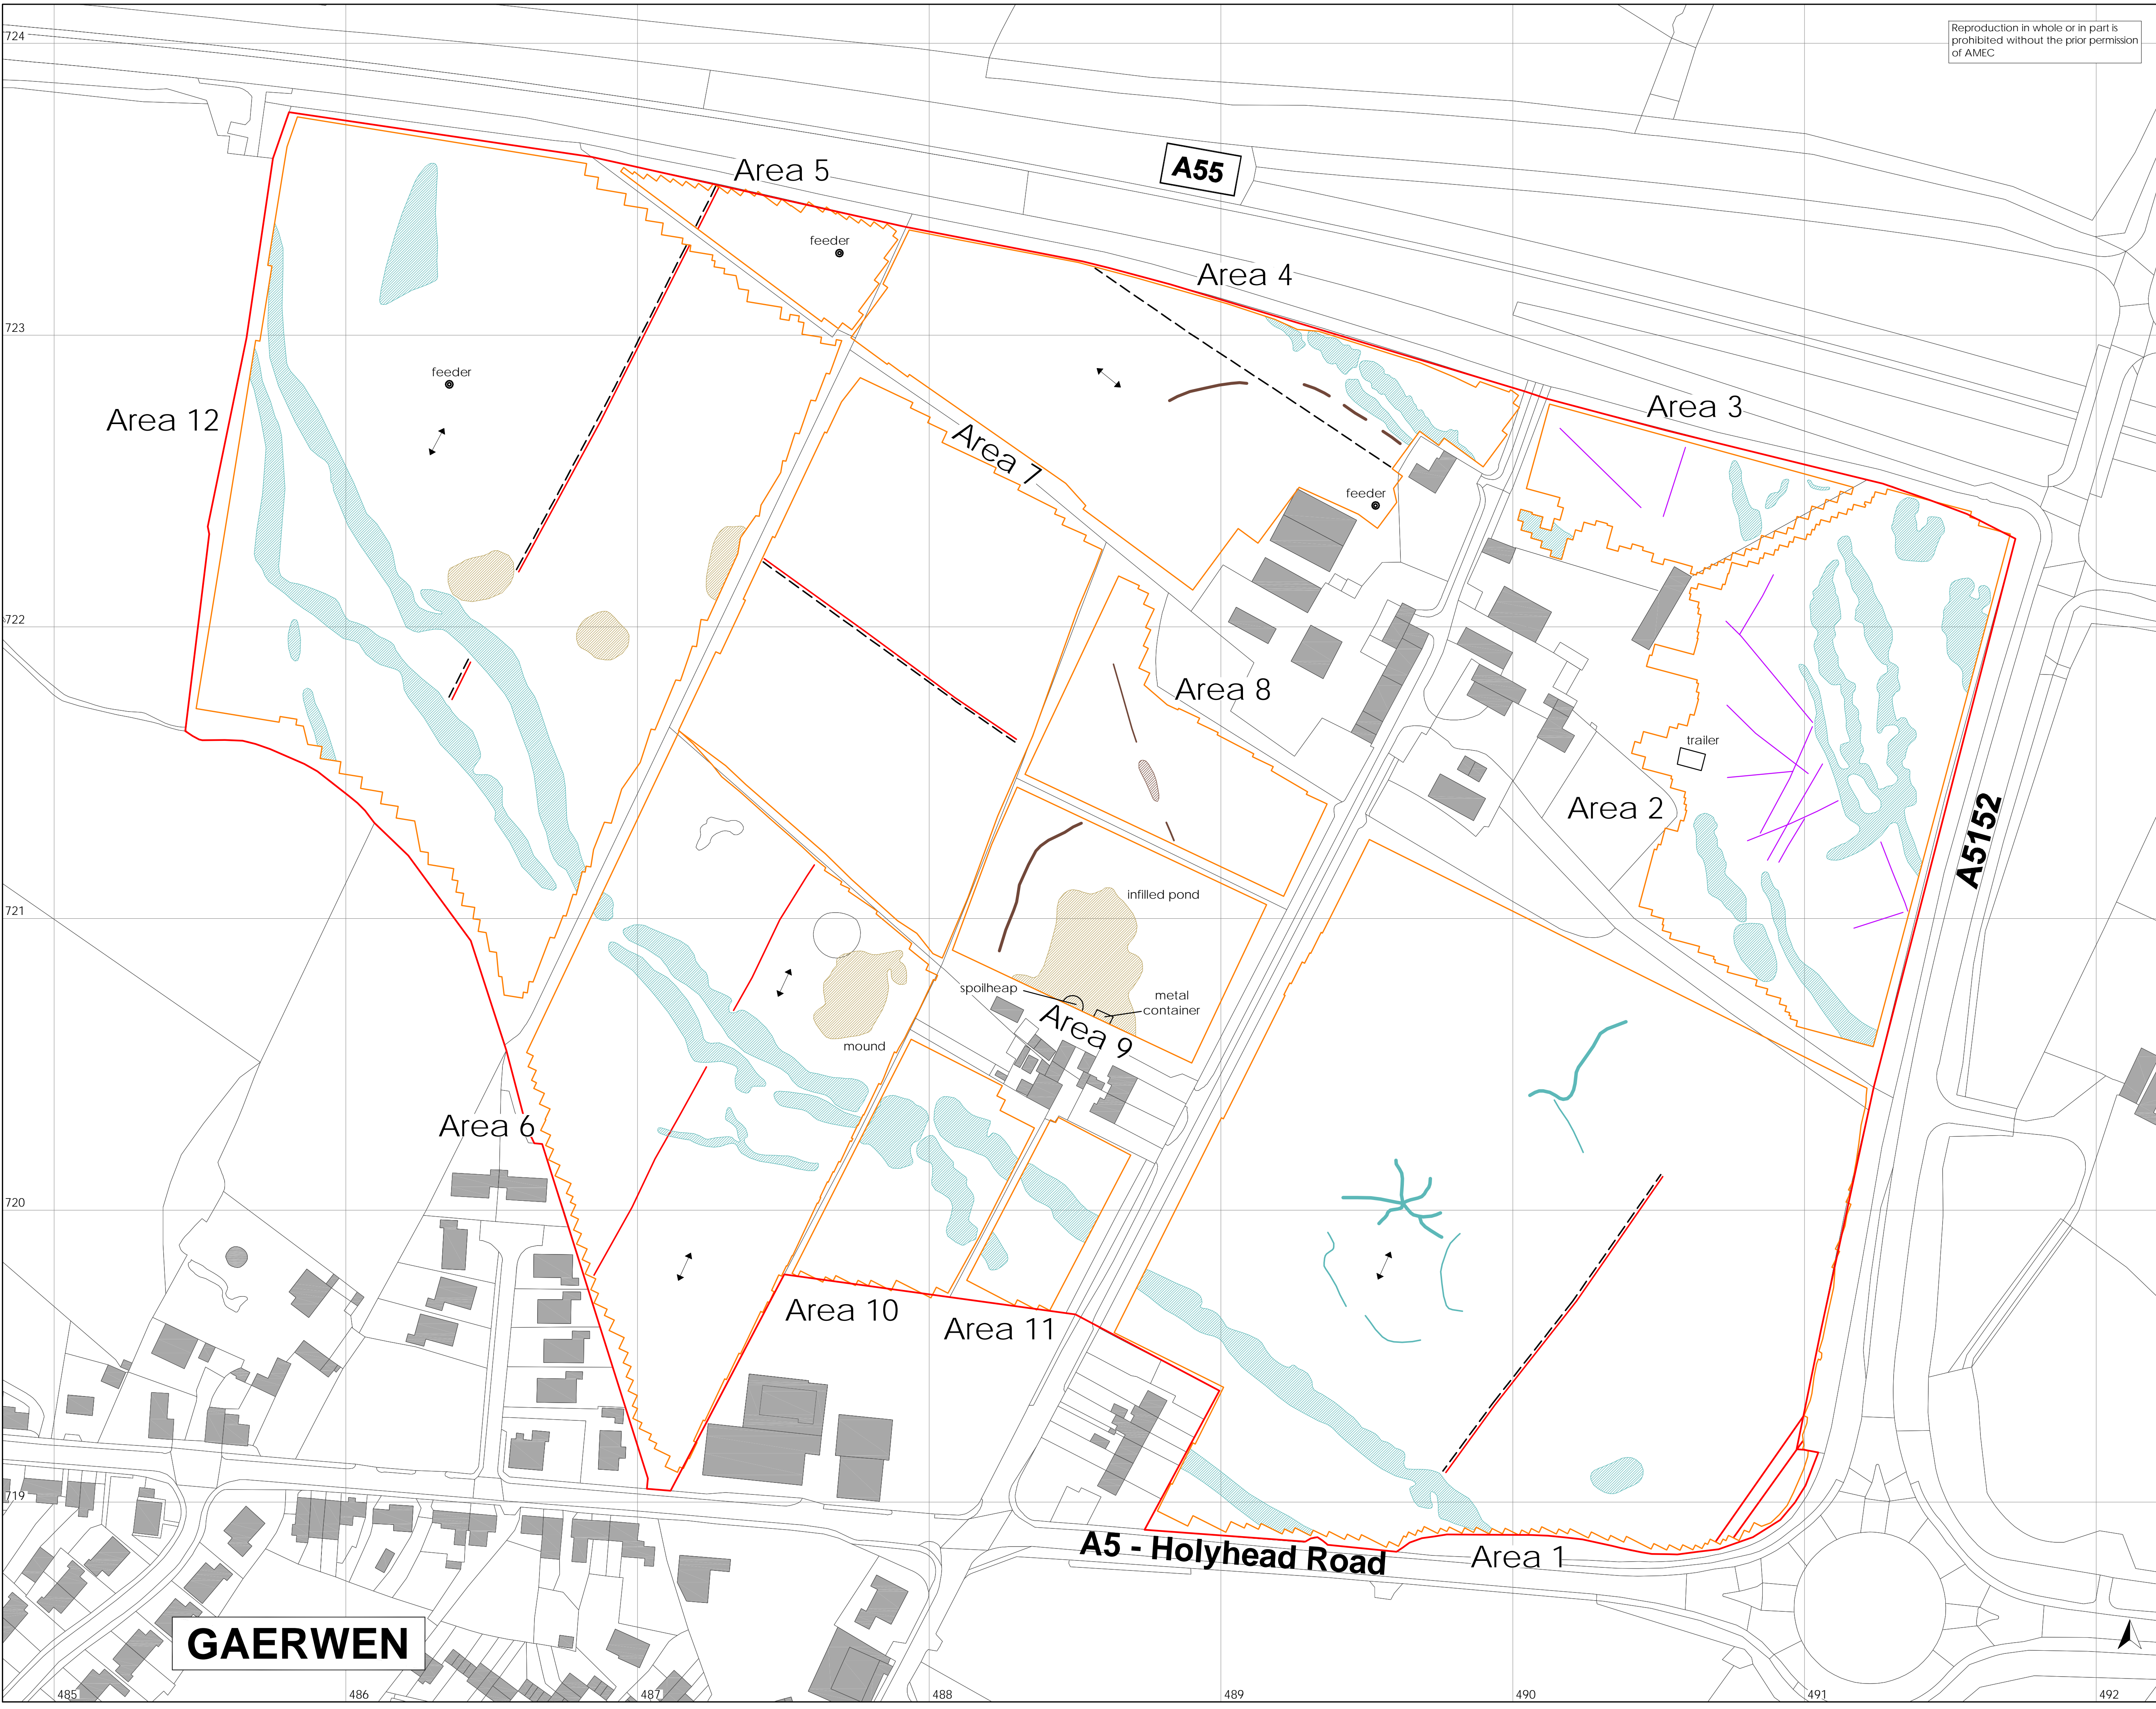 724
Reproduction in whole or in part is
prohibited without the prior permission
of AMEC
Area 5
A55
feeder
Area 4
723
feeder
Area 12
Area 3
Area 7
feeder
722
Area 8
trailer
Area 2
A5152
721
infilled pond
spoilheap
metal
container
Area 9
mound
Area 6
720
Area 10
Area 11
719
A5 - Holyhead Road
Area 1
GAERWEN
485
486
487
488
489
490
491
492